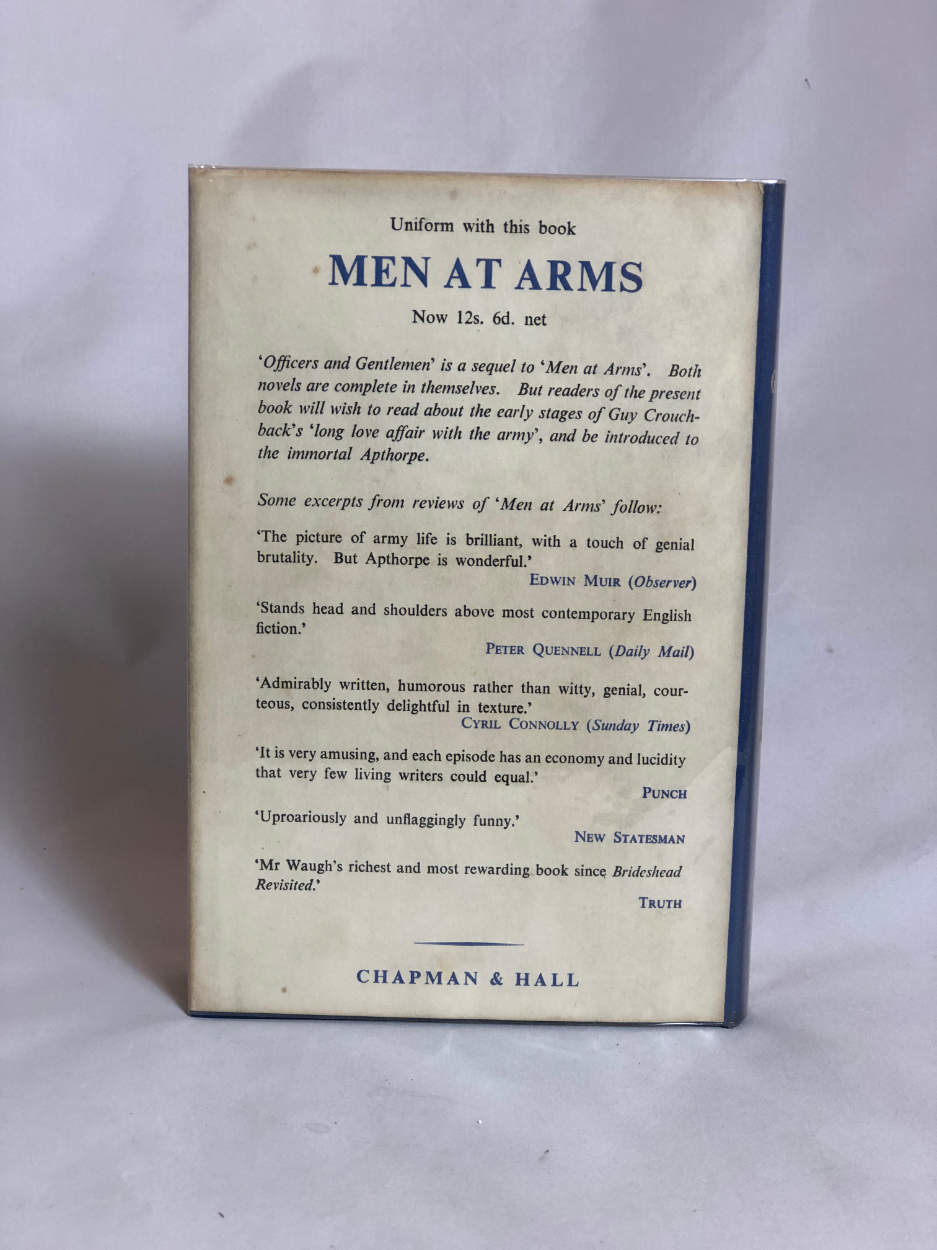 Uniform with this book
MEN AT ARMS
Now 12s. 6d. net
‘Officers and Gentlemen’ is a sequel to ‘Men at Arms’. Both
novels are complete in themselves. But readers of the present
book will wish to read about the early stages of Guy Crouch-
back’s ‘long love affair with the army’, and be introduced to
the immortal Apthorpe.
Some excerpts from reviews of ‘Men at Arms’ follow:
‘The picture of army life is brilliant, with a touch of genial
brutality. But Apthorpe is wonderful.’
EDWIN MUIR (Observer)
‘Stands head and shoulders above most contemporary English
fiction.’
PETER QUENNELL (Daily Mail)
‘Admirably written, humorous rather than witty, genial, cour-
teous, consistently delightful in texture.’
CYRIL CONNOLLY (Sunday Times)
‘It is very amusing, and each episode has an economy and lucidity
that very few living writers could equal.’
PUNCH
‘Uproariously and unflaggingly funny.’
NEW STATESMAN
‘Mr Waugh’s richest and most rewarding book since Brideshead
Revisited.’
TRUTH
CHAPMAN & HALL